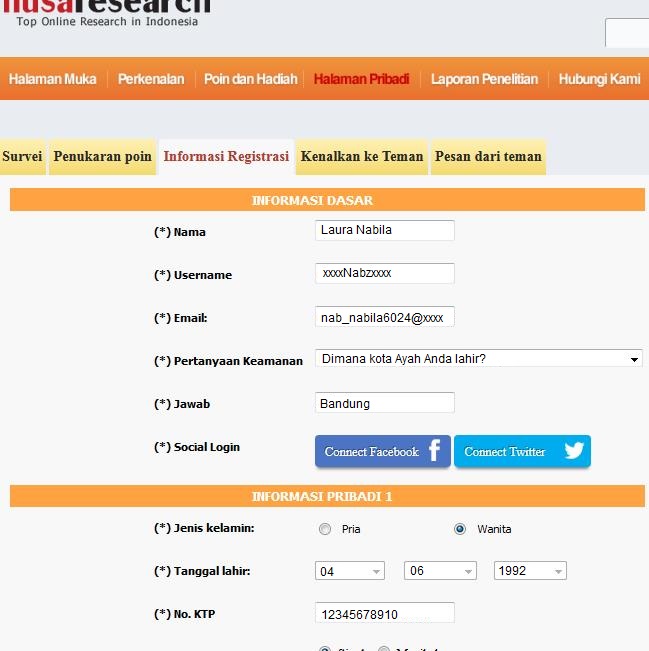 nusaresearch
Top Online Research in Indonesia
Halaman Muka Perkenalan Poin dan Hadiah Halaman Pribadi Laporan Penelitian Hubungi Kami
Survei Penukaran poin Informasi Registrasi Kenalkan ke Teman Pesan dari teman
INFORMASI DASAR
(*) Nama Laura Nabila
(*) Username xxxxNabzxxxx
(*) Email: nab_nabila6024@xxxx
(*) Pertanyaan Keamanan Dimana kota Ayah Anda lahir?
(*) Jawab Bandung
(*) Social Login Connect Facebook f Connect Twitter
INFORMASI PRIBADI 1
(*) Jenis kelamin: Pria Wanita
(*) Tanggal lahir: 04 06 1992
(*) No. KTP 12345678910